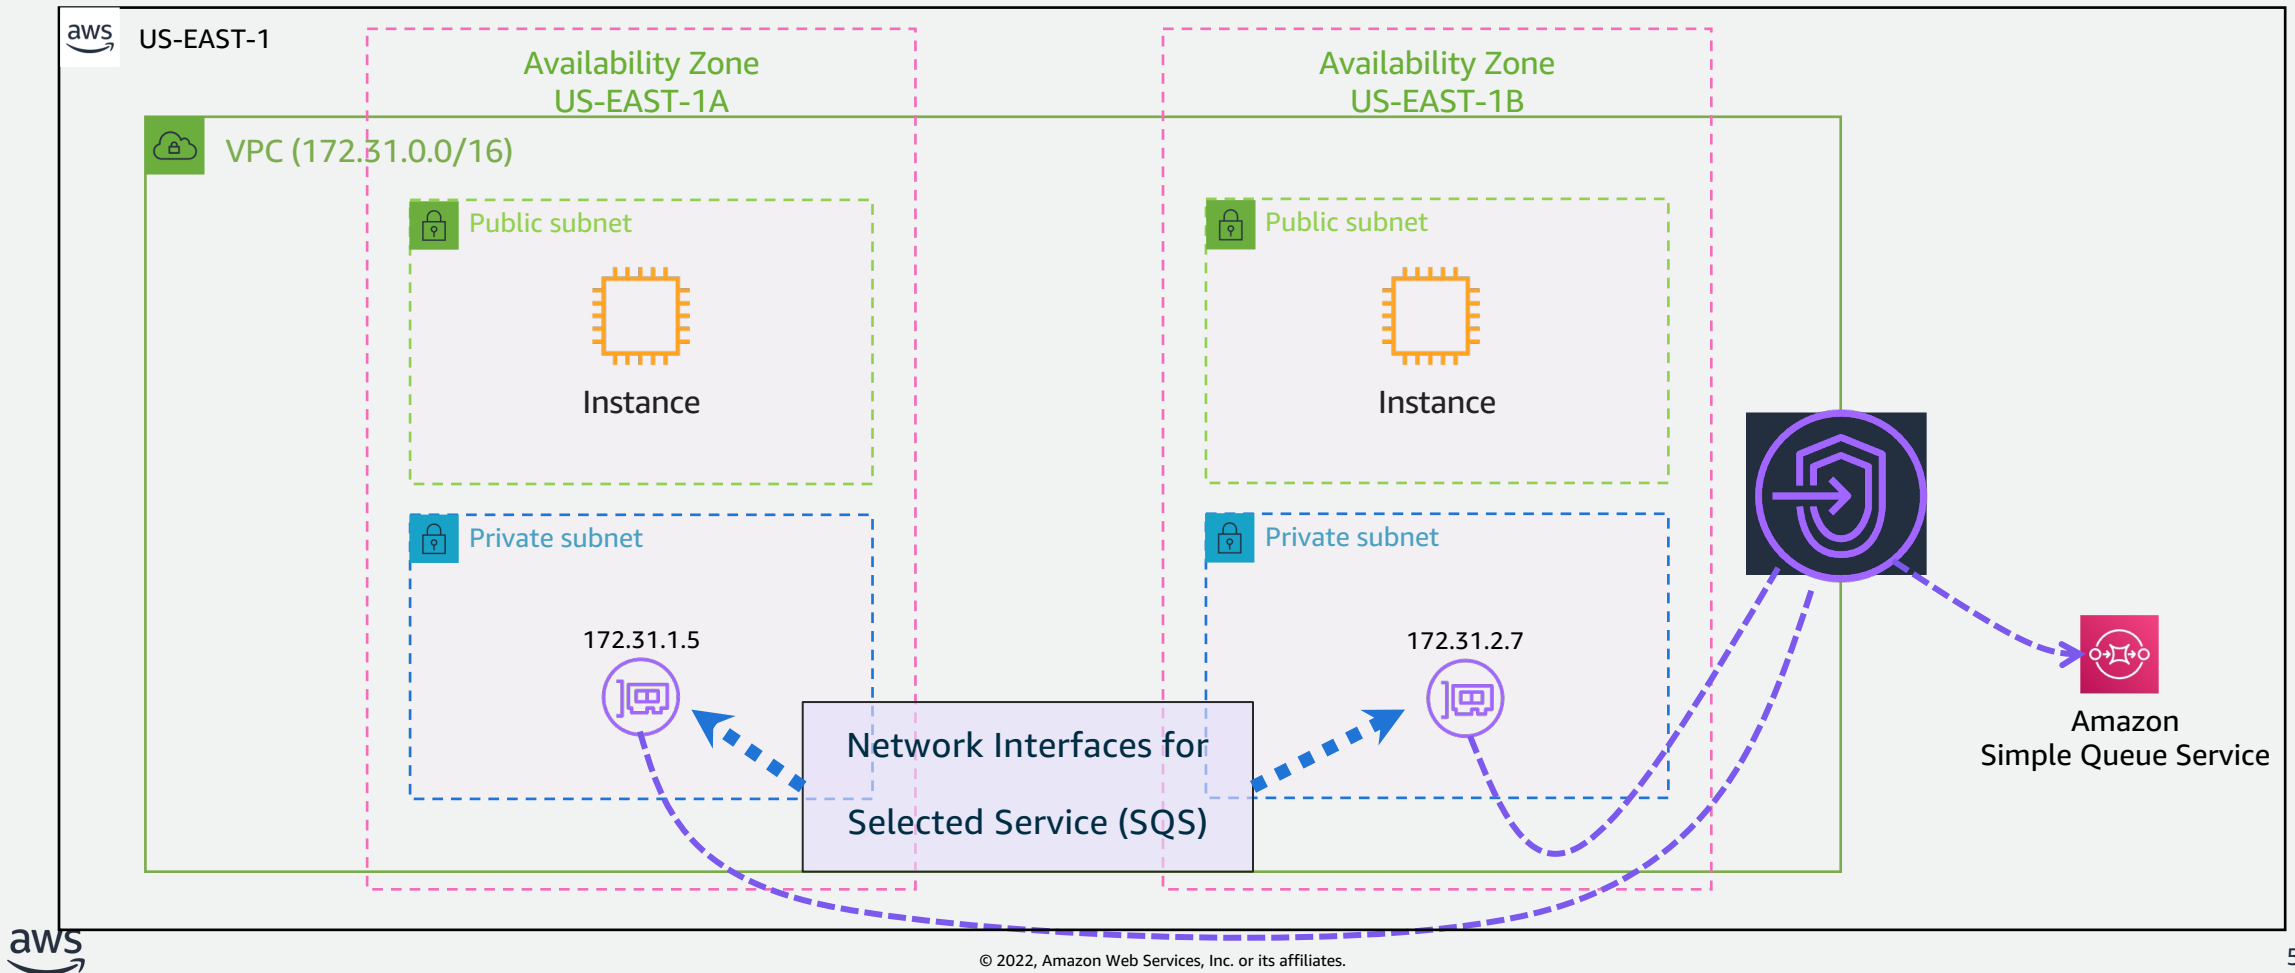 aws
US-EAST-1
Availability Zone
US-EAST-1A
Availability Zone
US-EAST-1B
VPC (172.31.0.0/16)
Public subnet
Public subnet
Instance
Instance
Private subnet
Private subnet
172.31.1.5
172.31.2.7
Network Interfaces for
Selected Service (SQS)
Amazon
Simple Queue Service
aws
© 2022, Amazon Web Services, Inc. or its affiliates.